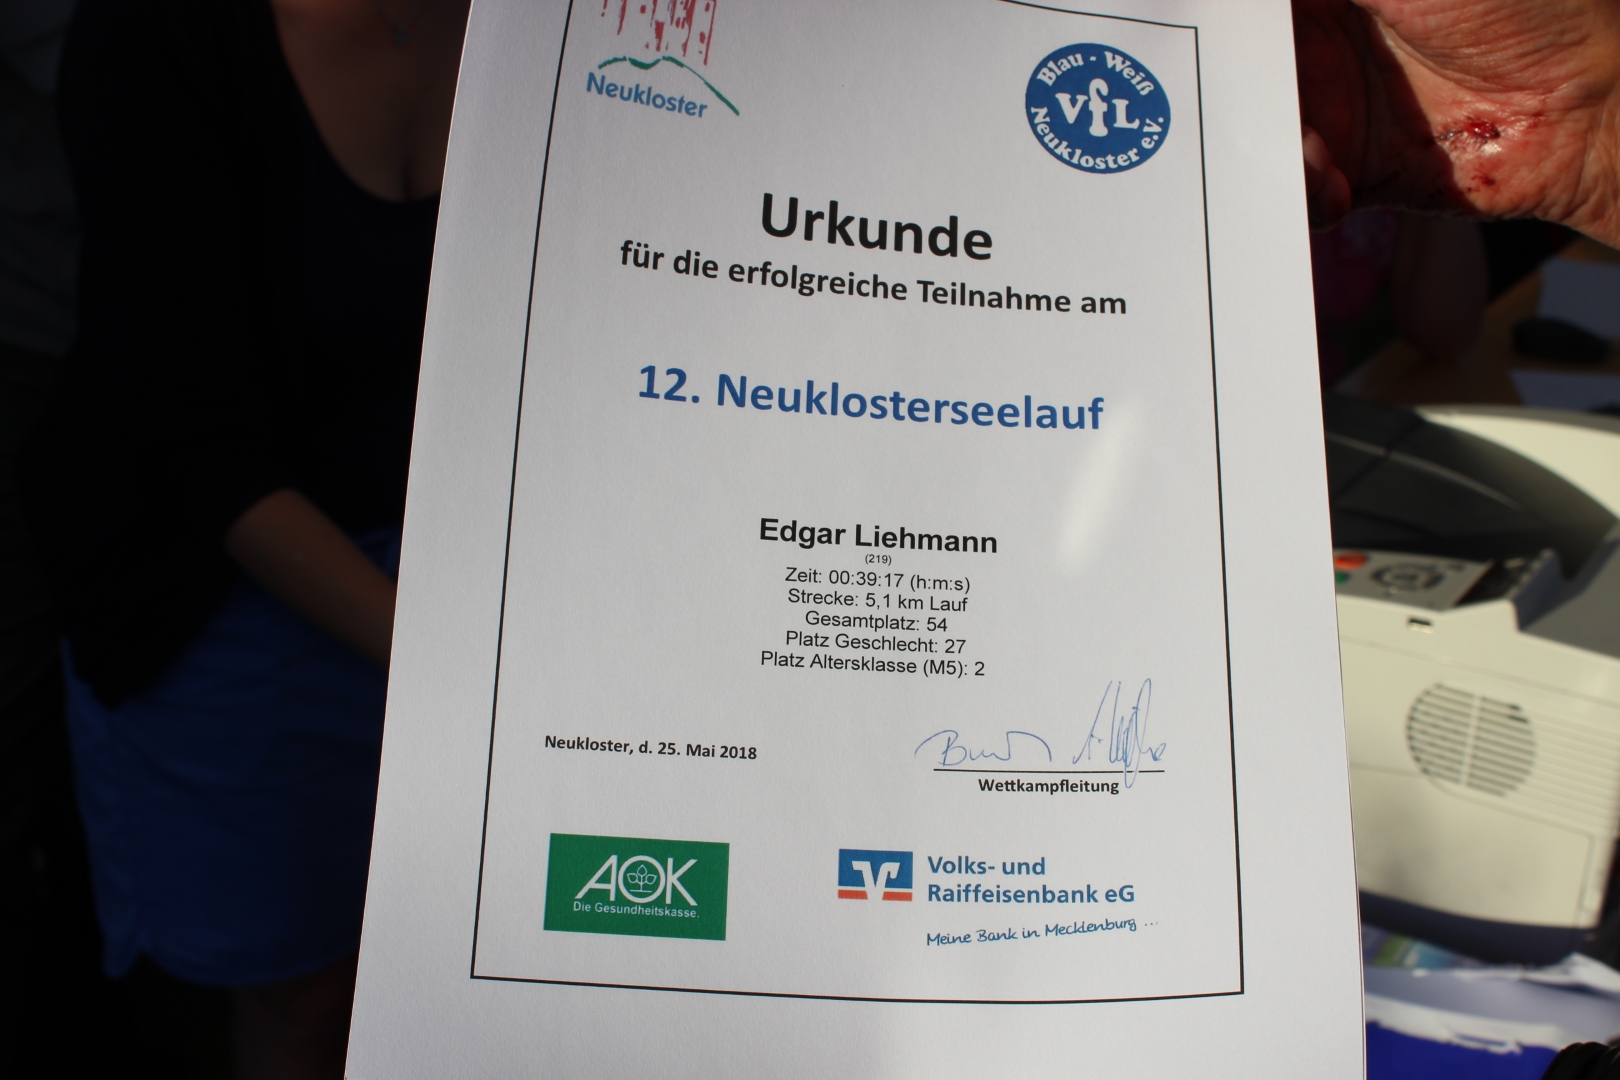 Neukloster
Blau - Weiß
VfL
Neukloster e.V.
Urkunde
für die erfolgreiche Teilnahme am
12. Neuklosterseelauf
Edgar Liehmann
(219)
Zeit: 00:39:17 (h:m:s)
Strecke: 5,1 km Lauf
Gesamtplatz: 54
Platz Geschlecht: 27
Platz Altersklasse (M5): 2
Neukloster, d. 25. Mai 2018
Wettkampfleitung
AOK
Die Gesundheitskasse.
Volks- und
Raiffeisenbank eG
Meine Bank in Mecklenburg ...